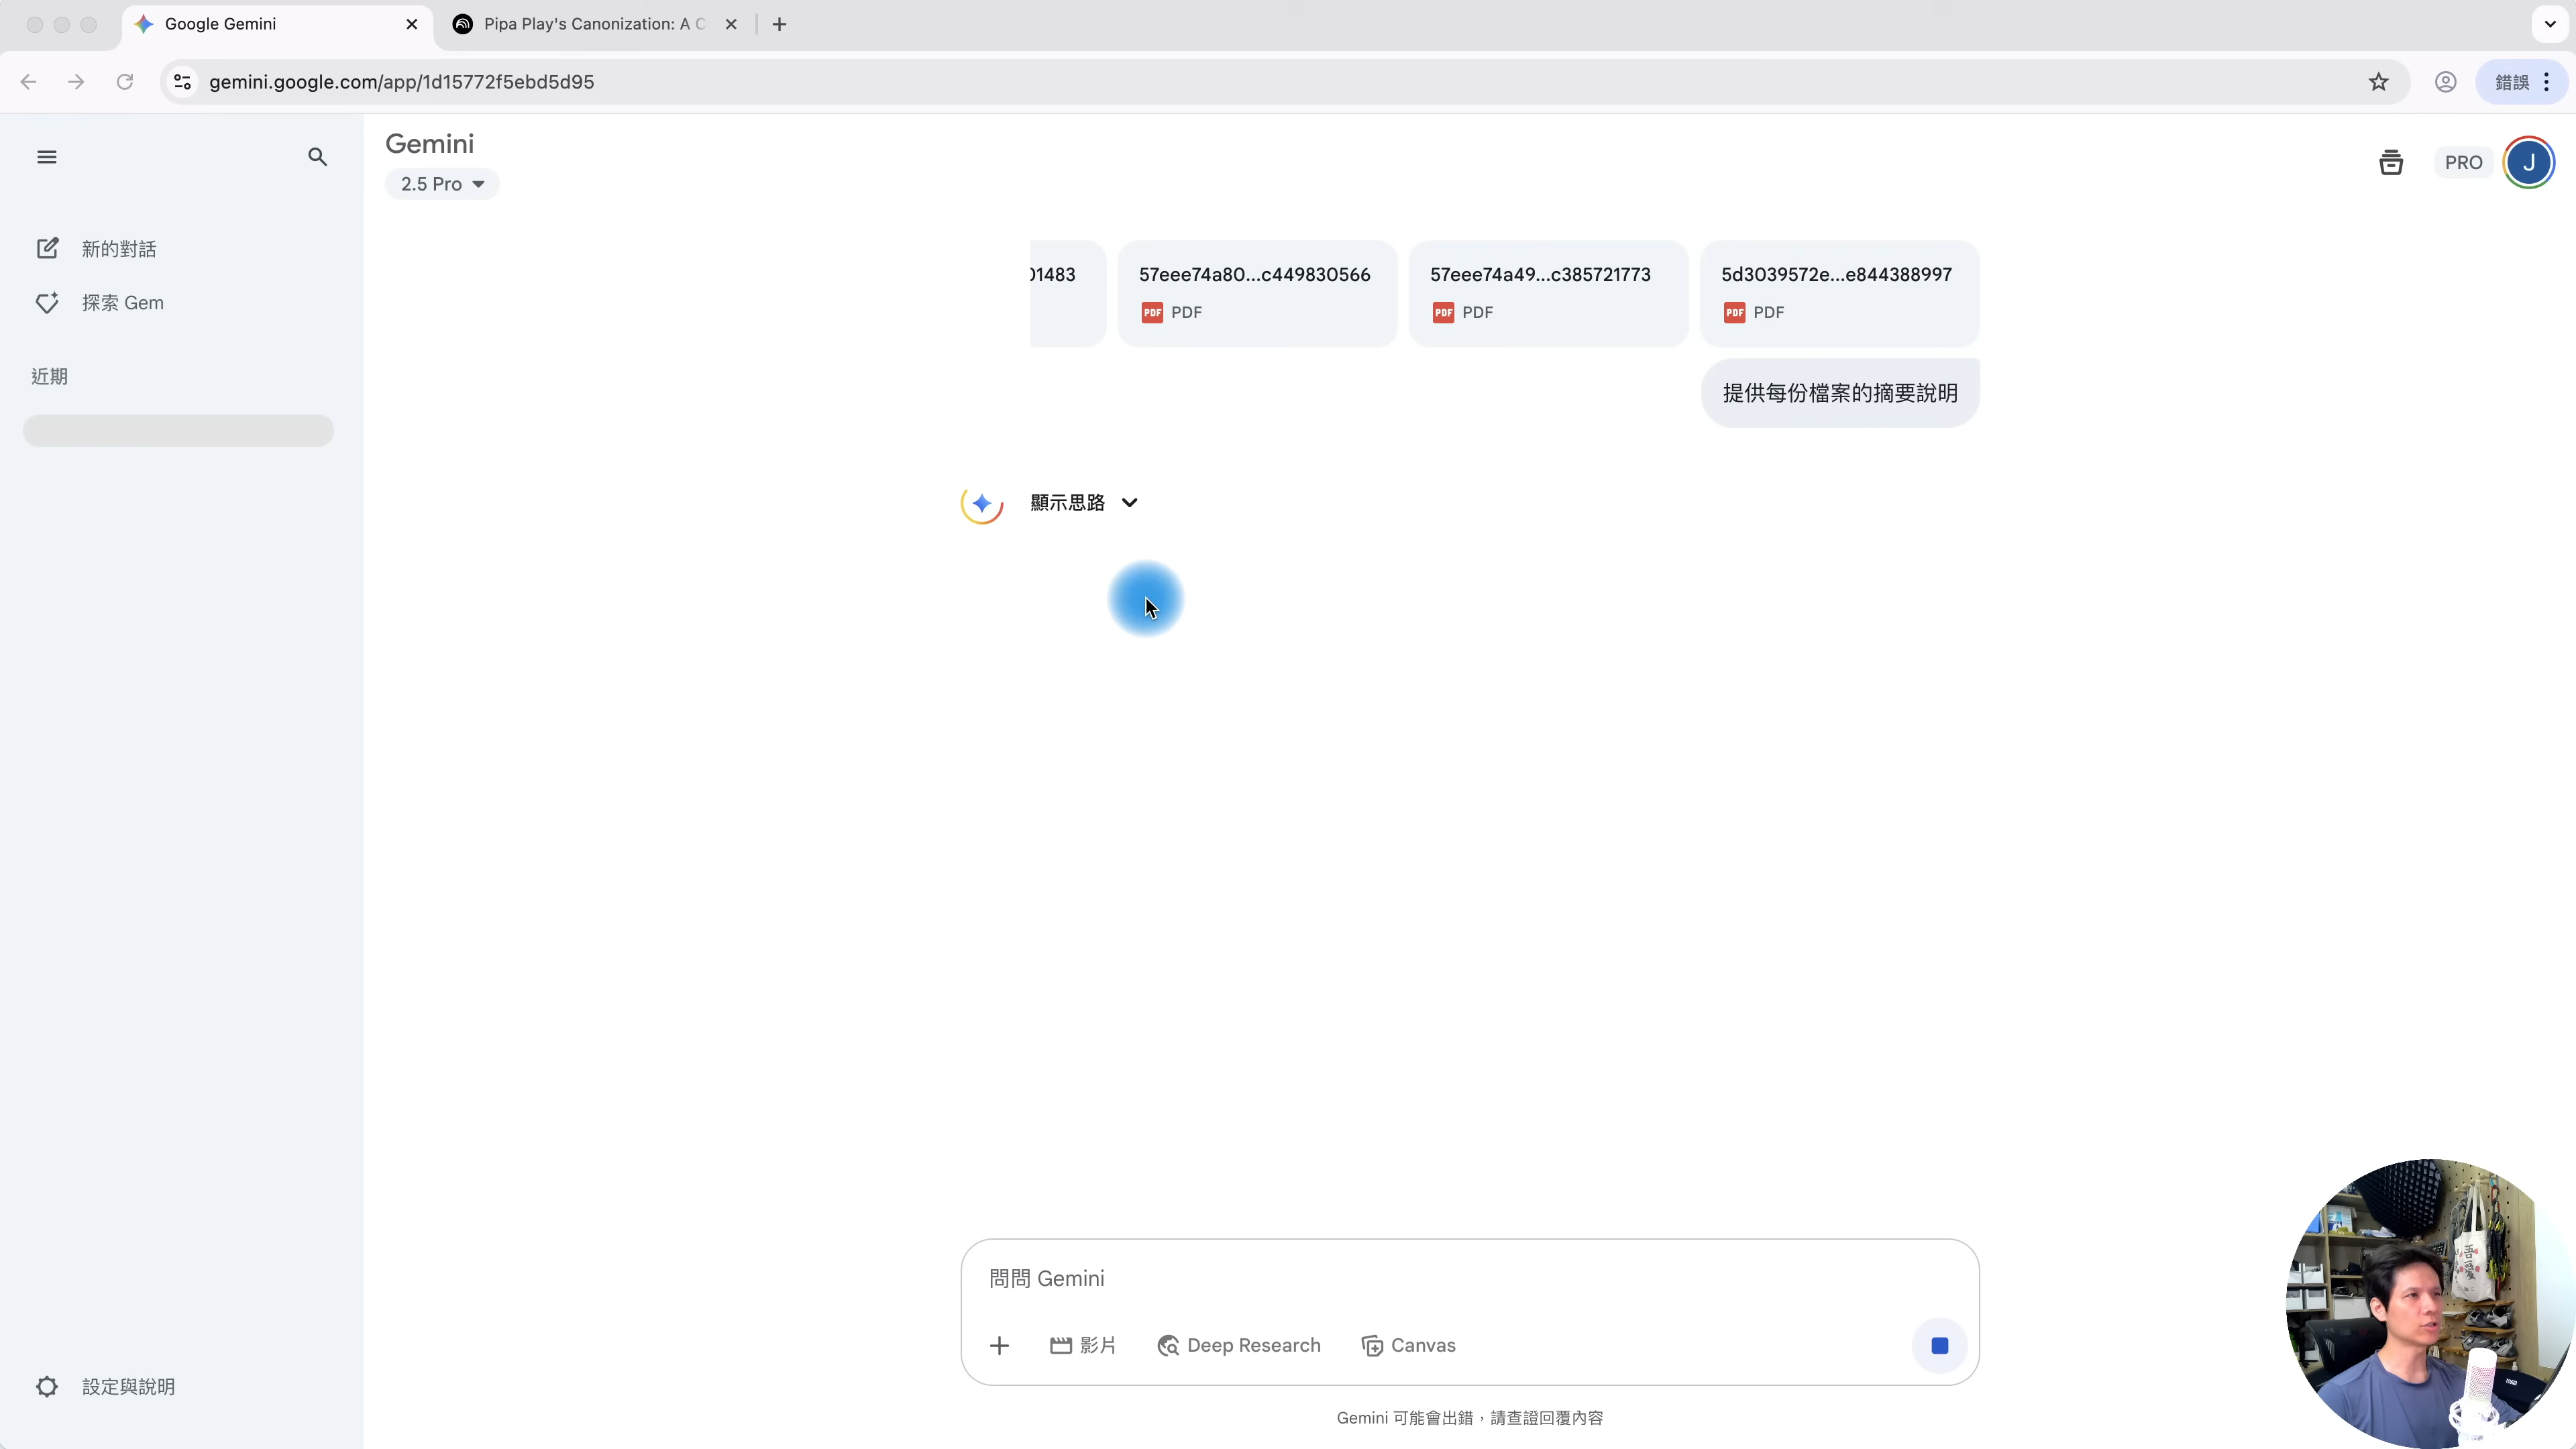 Google Gemini
Pipa Play's Canonization: A C
gemini.google.com/app/1d15772f5ebd5d95
錯誤
Gemini
2.5 Pro
PRO
J
新的對話
探索 Gem
近期
01483
57eee74a80...c449830566
PDF PDF
57eee74a49...c385721773
PDF PDF
5d3039572e...e844388997
PDF PDF
提供每份檔案的摘要說明
顯示思路
問問 Gemini
影片
Deep Research
Canvas
設定與說明
Gemini 可能會出錯，請查證回覆內容